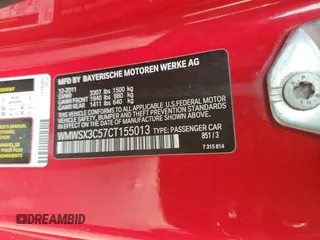 MFD BY BAYERISCHE MOTOREN WERKE AG
12-2011
GVWR 3307 lbs 1500 kg
GAWR FRONT 1940 lbs 880 kg
GAWR REAR 1411 lbs 640 kg
THIS VEHICLE CONFORMS TO ALL APPLICABLE
FEDERAL MOTOR VEHICLE SAFETY,
BUMPER, AND THEFT PREVENTION STANDARDS
IN EFFECT ON THE DATE OF MANUFACTURE
SHOWN ABOVE.
WMWSX3C57CT155013 TYPE: PASSENGER CAR
851/3
7 315 814
DREAMBID